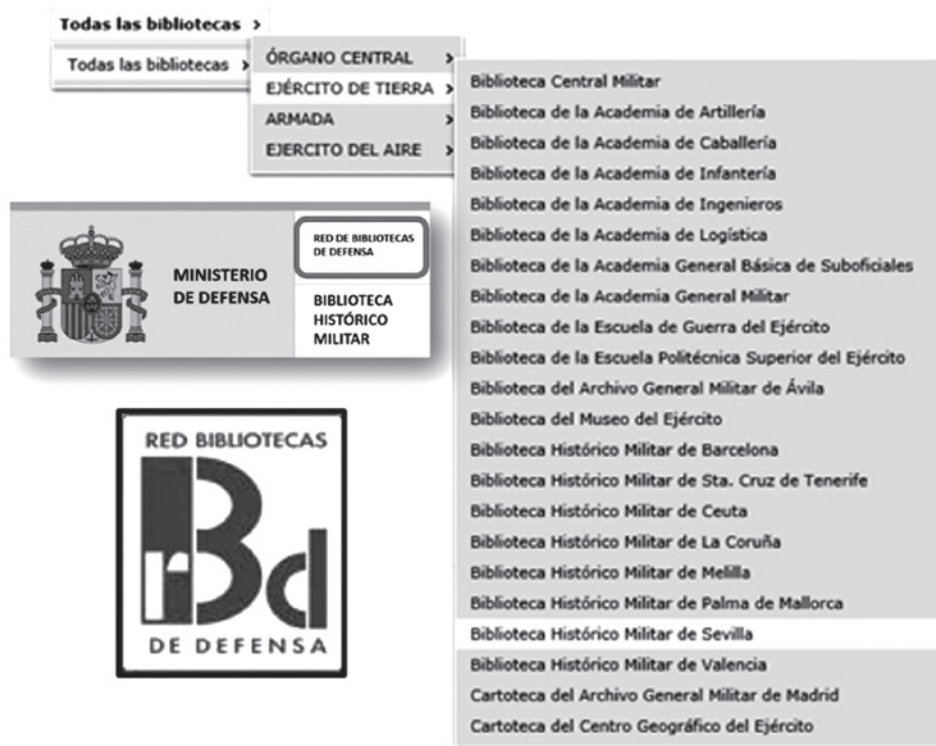 Todas las bibliotecas >
Todas las bibliotecas >
ÓRGANO CENTRAL >
EJÉRCITO DE TIERRA >
ARMADA >
EJERCITO DEL AIRE >
Biblioteca Central Militar
Biblioteca de la Academia de Artillería
Biblioteca de la Academia de Caballería
Biblioteca de la Academia de Infantería
Biblioteca de la Academia de Ingenieros
Biblioteca de la Academia de Logística
Biblioteca de la Academia General Básica de Suboficiales
Biblioteca de la Academia General Militar
Biblioteca de la Escuela de Guerra del Ejército
Biblioteca de la Escuela Politécnica Superior del Ejército
Biblioteca del Archivo General Militar de Ávila
Biblioteca del Museo del Ejército
Biblioteca Histórico Militar de Barcelona
Biblioteca Histórico Militar de Sta. Cruz de Tenerife
Biblioteca Histórico Militar de Ceuta
Biblioteca Histórico Militar de La Coruña
Biblioteca Histórico Militar de Melilla
Biblioteca Histórico Militar de Palma de Mallorca
Biblioteca Histórico Militar de Sevilla
Biblioteca Histórico Militar de Valencia
Cartoteca del Archivo General Militar de Madrid
Cartoteca del Centro Geográfico del Ejército
MINISTERIO
DE DEFENSA
RED DE BIBLIOTECAS
DE DEFENSA
BIBLIOTECA
HISTÓRICO
MILITAR
RED BIBLIOTECAS
Bd
DE DEFENSA